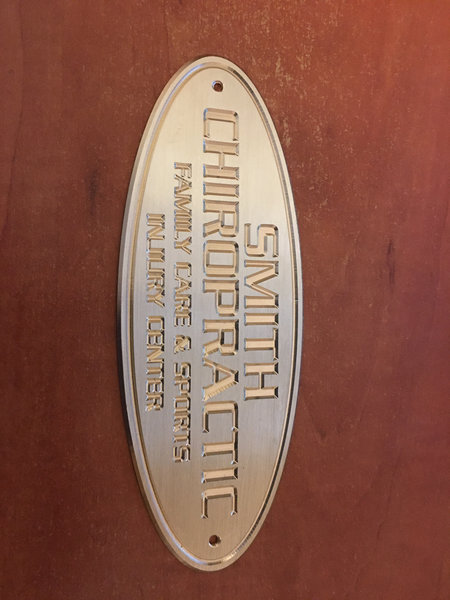 SMITH
CHIROPRACTIC
FAMILY CARE & SPORTS
INJURY CENTER